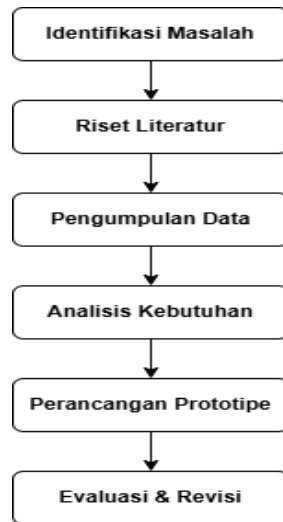 Identifikasi Masalah
Riset Literatur
Pengumpulan Data
Analisis Kebutuhan
Perancangan Prototipe
Evaluasi & Revisi